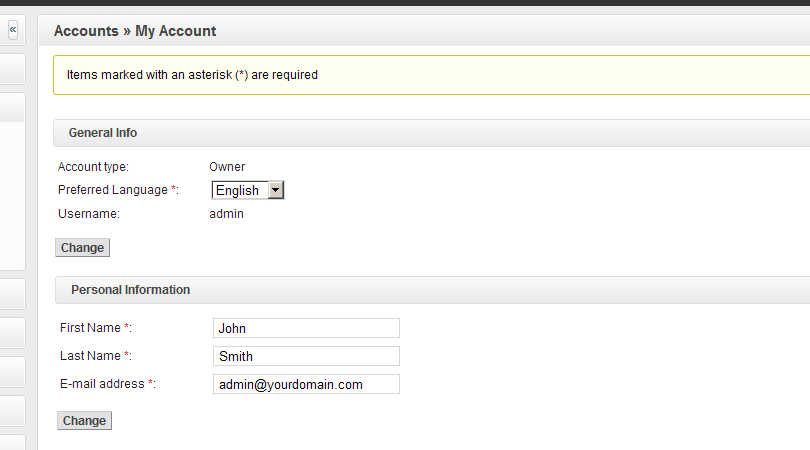 «
Accounts » My Account
Items marked with an asterisk (*) are required
General Info
Account type: Owner
Preferred Language *: English
Username: admin
Change
Personal Information
First Name *: John
Last Name *: Smith
E-mail address *: admin@yourdomain.com
Change